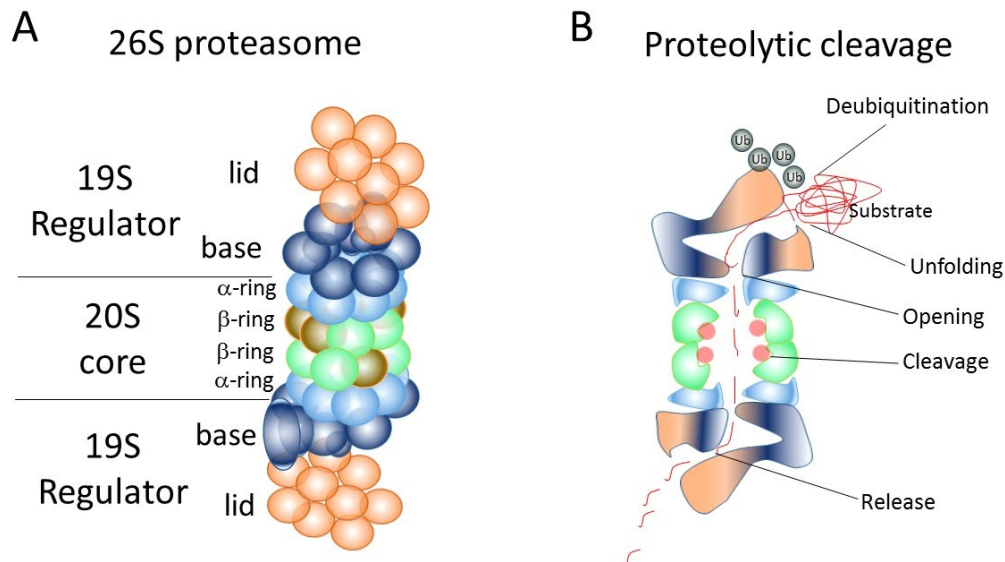 A
26S proteasome
19S
Regulator
lid
base
20S
core
α-ring
β-ring
β-ring
α-ring
19S
Regulator
base
lid
B
Proteolytic cleavage
Deubiquitination
Ub
Ub
Ub
Ub
Substrate
Unfolding
Opening
Cleavage
Release